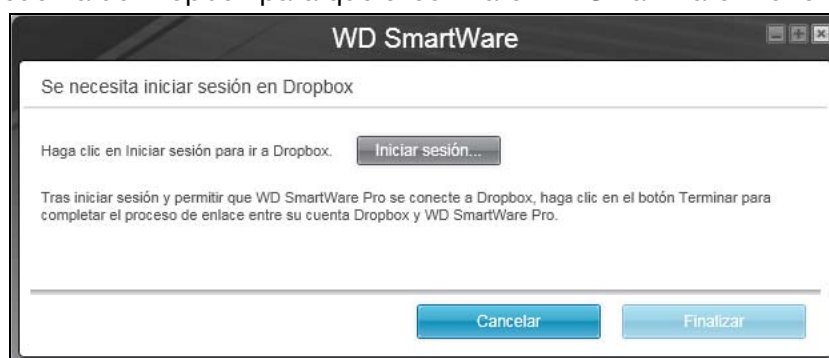 WD SmartWare
Se necesita iniciar sesión en Dropbox
Haga clic en Iniciar sesión para ir a Dropbox. Iniciar sesión...
Tras iniciar sesión y permitir que WD SmartWare Pro se conecte a Dropbox, haga clic en el botón Terminar para
completar el proceso de enlace entre su cuenta Dropbox y WD SmartWare Pro.
Cancelar Finalizar